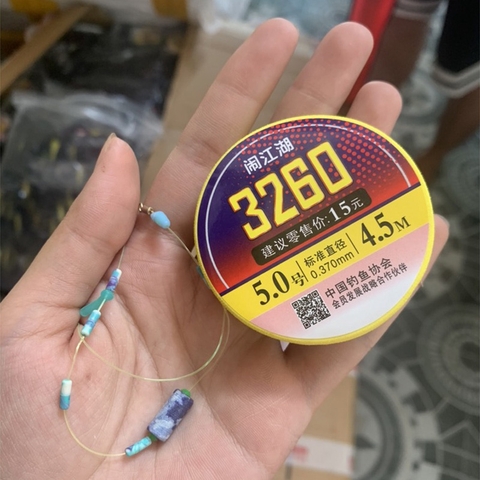 闹江湖
3260
建议零售价:15元
5.0号
标准直径
0.370mm
4.5M
中国钓鱼协会
会员发展战略合作伙伴